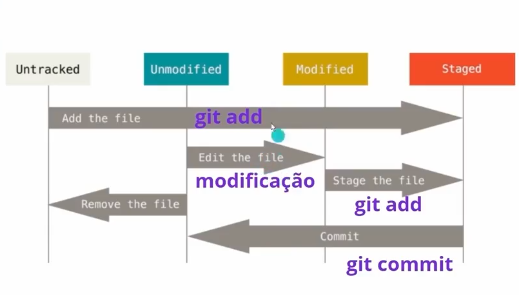 Untracked
Unmodified
Modified
Staged
Add the file
git add
Edit the file
modificação
Stage the file
git add
Remove the file
Commit
git commit